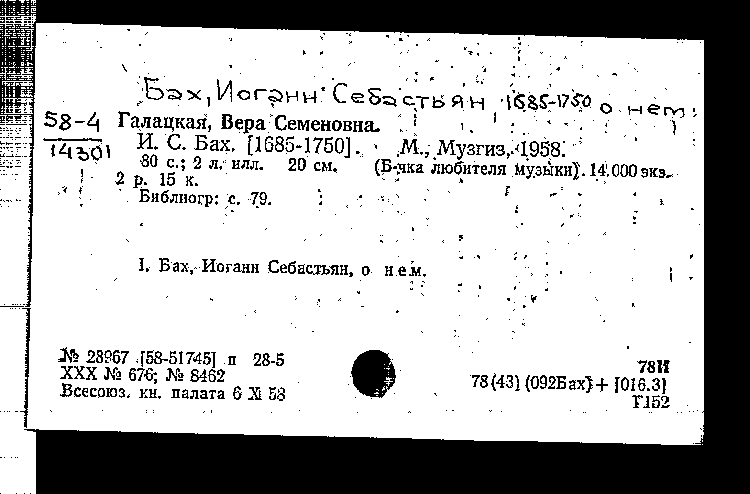 Бах, Иоганн Себастьян 1685-1750 о нем:
58-4
14301
Галацкая, Вера Семеновна.
И. С. Бах. [1685-1750]. М., Музгиз, 1958.
80 с.; 2 л. илл. 20 см. (Б-чка любителя музыки). 14.000 экз.
2 р. 15 к.
Библиогр: с. 79.
I. Бах, Иоганн Себастьян, о нем.
№ 28967 [58-51745] п 28-5
XXX № 676; № 8462
Всесоюз. кн. палата 6 XI 58
78И
78(43) (092Бах) + [016.3]
Г152